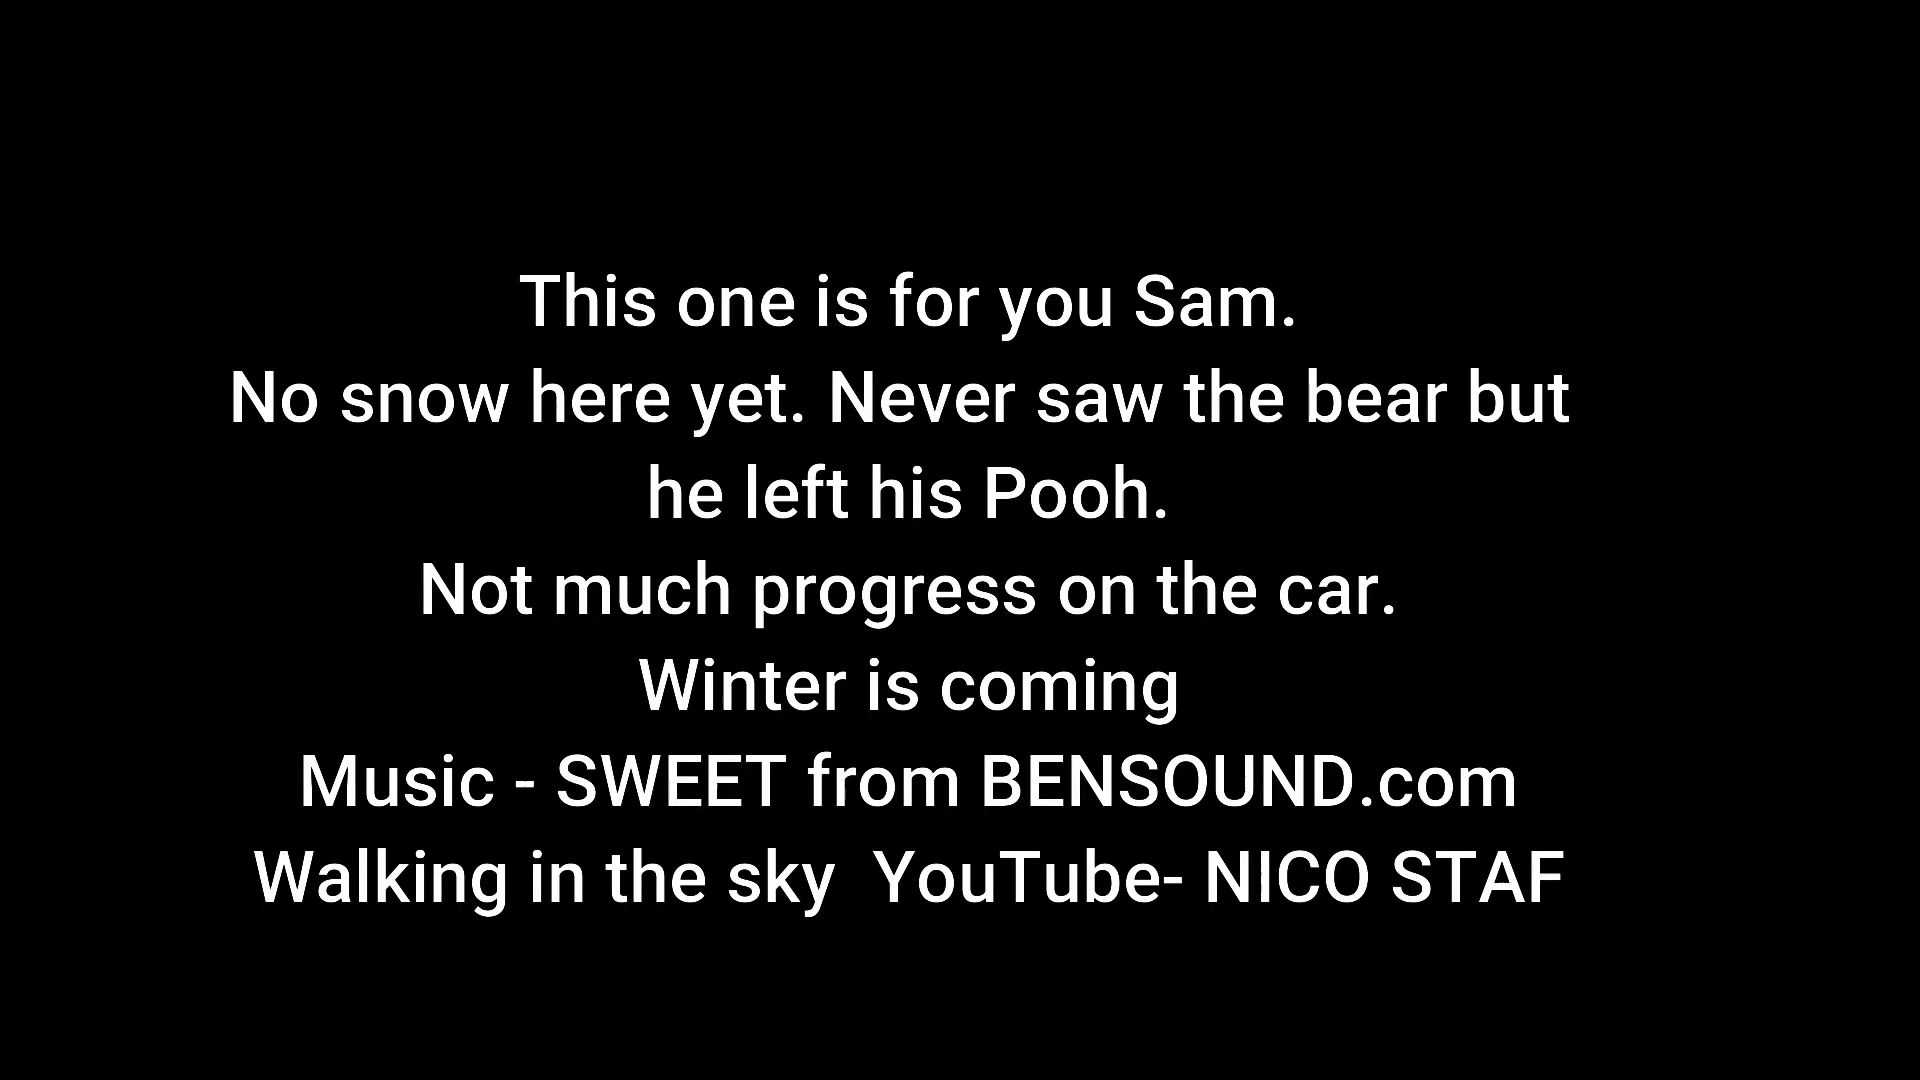 This one is for you Sam.
No snow here yet. Never saw the bear but
he left his Pooh.
Not much progress on the car.
Winter is coming
Music - SWEET from BENSOUND.com
Walking in the sky  YouTube- NICO STAF